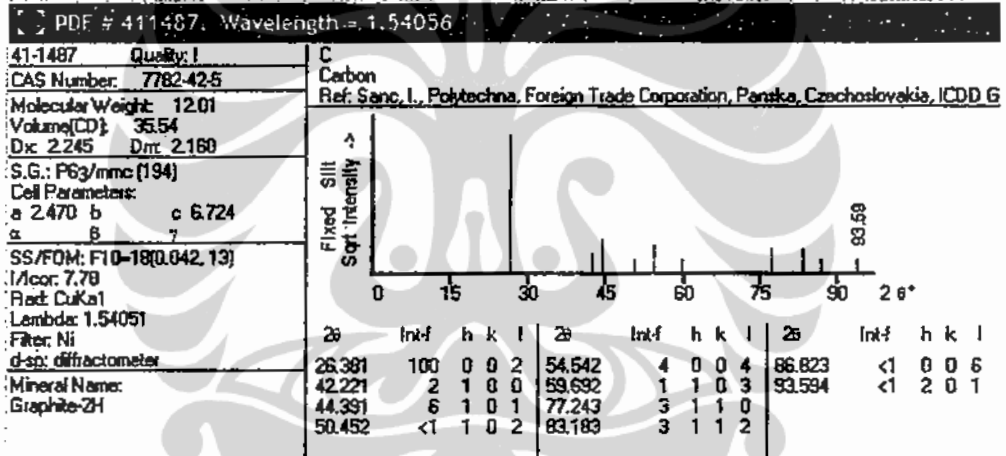 PDF # 411487, Wavelength = 1.54056
41-1487 Quality: I
CAS Number: 7782-42-5
Molecular Weight: 12.01
Volume[CD]: 35.54
Dx: 2.245 Dm: 2.160
S.G.: P63/mmc (194)
Cell Parameters:
a 2.470 b c 6.724
α β γ
SS/FOM: F10=18(0.042, 13)
I/Icor: 7.78
Rad: CuKa1
Lambda: 1.54051
Filter: Ni
d-sp: diffractometer
Mineral Name:
Graphite-2H
C
Carbon
Ref: Sanc, I., Polytechna, Foreign Trade Corporation, Panska, Czechoslovakia, ICDD G
Fixed Slit
Sqrt Intensity ->
93.59
0 15 30 45 60 75 90 2 θ°
2θ Int-f h k l 2θ Int-f h k l 2θ Int-f h k l
26.381 100 0 0 2 54.542 4 0 0 4 86.823 <1 0 0 6
42.221 2 1 0 0 59.692 1 1 0 3 93.594 <1 2 0 1
44.391 6 1 0 1 77.243 3 1 1 0
50.452 <1 1 0 2 83.183 3 1 1 2